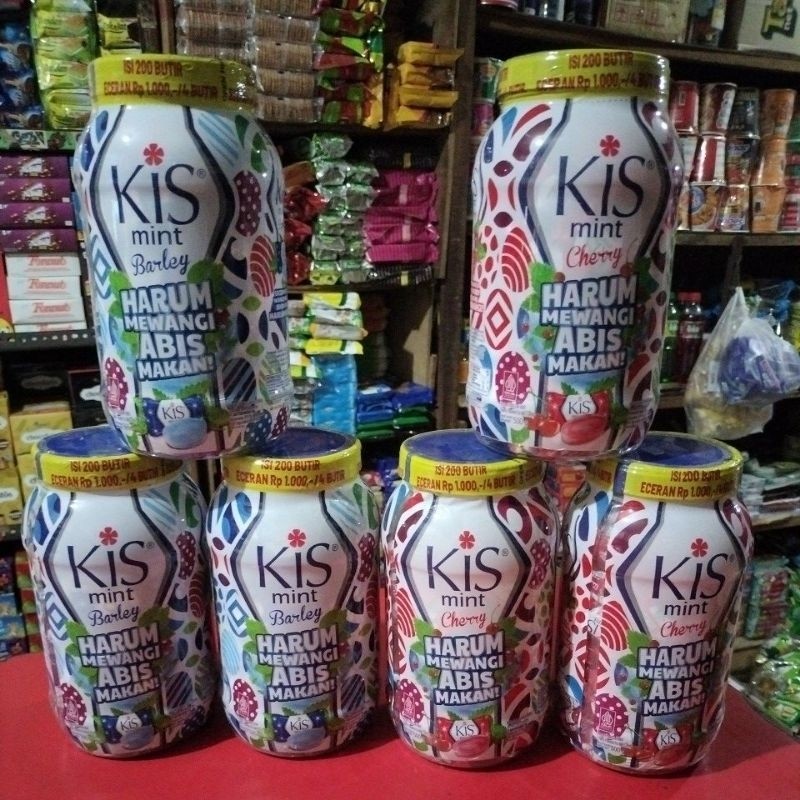 ISI 200 BUTIR
ECERAN Rp 1.000,-/4 BUTIR
KiS®
mint
Barley
HARUM
MEWANGI
ABIS
MAKAN!
KiS
ISI 200 BUTIR
ECERAN Rp 1.000,-/4 BUTIR
KiS
mint
Cherry
HARUM
MEWANGI
ABIS
MAKAN!
KiS
ISI 200 BUTIR
ECERAN Rp 1.000,-/4 BUTIR
KiS®
mint
Barley
HARUM
MEWANGI
ABIS
MAKAN!
KiS
ISI 200 BUTIR
ECERAN Rp 1.000,-/4 BUTIR
KiS®
mint
Barley
HARUM
MEWANGI
ABIS
MAKAN!
KiS
ISI 200 BUTIR
ECERAN Rp 1.000,-/4 BUTIR
KiS®
mint
Cherry
HARUM
MEWANGI
ABIS
MAKAN!
KiS
ISI 200 BUTIR
ECERAN Rp 1.000,-/4 BUTIR
KiS®
mint
Cherry
HARUM
MEWANGI
ABIS
MAKAN!
KiS